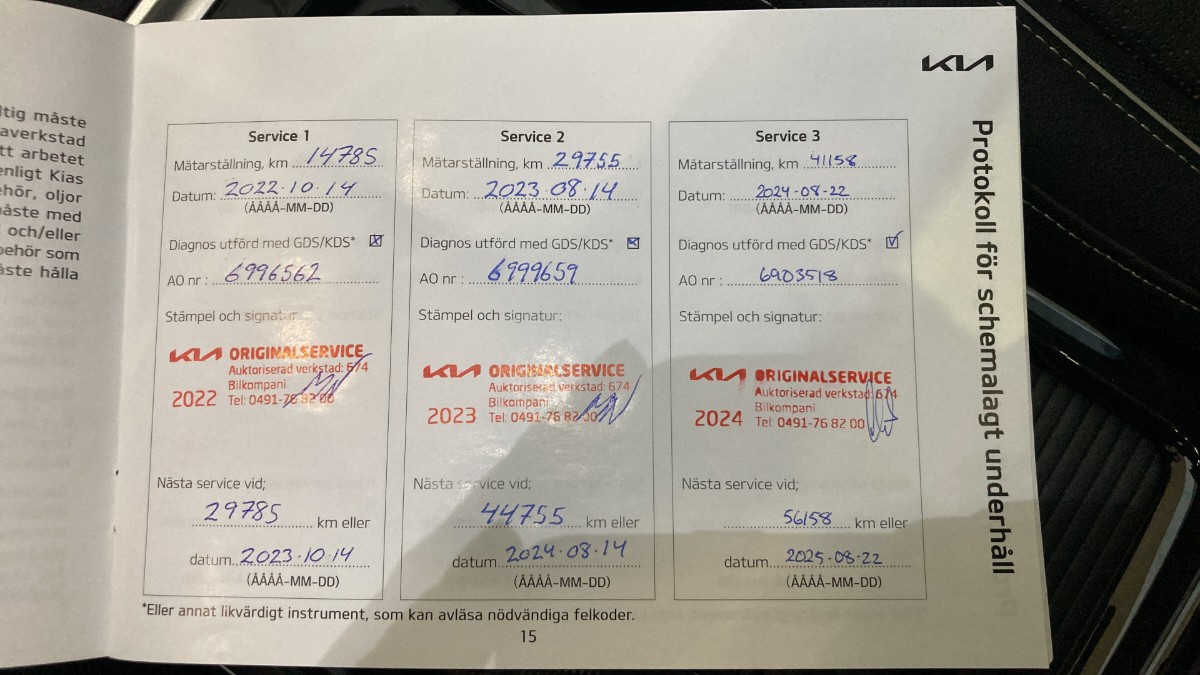 ltig måste
averkstad
tt arbetet
enligt Kias
ehör, oljor
åste med
och/eller
behör som
åste hålla
KIA
Protokoll för schemalagt underhåll
Service 1
Mätarställning, km 14785
Datum: 2022.10.14
(ÅÅÅÅ-MM-DD)
Diagnos utförd med GDS/KDS*
AO nr : 6996562
Stämpel och signatur:
KIA ORIGINALSERVICE
Auktoriserad verkstad: 674
Bilkompani
2022 Tel: 0491-76 82 00
Nästa service vid;
29785 km eller
datum 2023.10.14
(ÅÅÅÅ-MM-DD)
Service 2
Mätarställning, km 29755
Datum: 2023.08.14
(ÅÅÅÅ-MM-DD)
Diagnos utförd med GDS/KDS*
AO nr : 6999659
Stämpel och signatur:
KIA ORIGINALSERVICE
Auktoriserad verkstad: 674
Bilkompani
2023 Tel: 0491-76 82 00
Nästa service vid;
44755 km eller
datum 2024.08.14
(ÅÅÅÅ-MM-DD)
Service 3
Mätarställning, km 41158
Datum: 2024-08-22
(ÅÅÅÅ-MM-DD)
Diagnos utförd med GDS/KDS*
AO nr : 6903518
Stämpel och signatur:
KIA ORIGINALSERVICE
Auktoriserad verkstad: 674
Bilkompani
2024 Tel: 0491-76 82 00
Nästa service vid;
56158 km eller
datum 2025-08-22
(ÅÅÅÅ-MM-DD)
*Eller annat likvärdigt instrument, som kan avläsa nödvändiga felkoder.
15